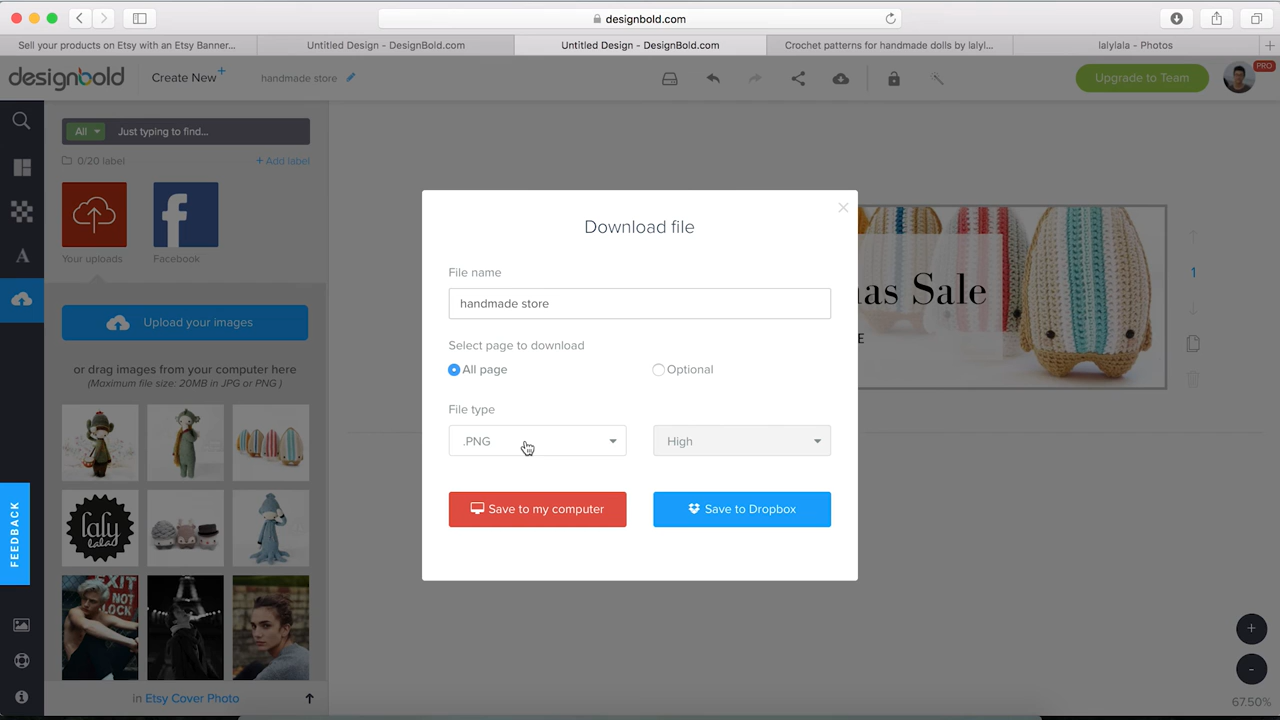 designbold.com
Sell your products on Etsy with an Etsy Banner...
Untitled Design - DesignBold.com
Untitled Design - DesignBold.com
Crochet patterns for handmade dolls by lalyl...
lalylala - Photos
designbold
Create New
handmade store
Upgrade to Team
PRO
All
Just typing to find...
0/20 label
+ Add label
Your uploads
Facebook
Upload your images
or drag images from your computer here
(Maximum file size: 20MB in JPG or PNG )
laly
lala
EXIT
NOT
LOCK
in Etsy Cover Photo
FEEDBACK
Download file
File name
handmade store
Select page to download
All page
Optional
File type
.PNG
High
Save to my computer
Save to Dropbox
as Sale
E
1
67.50%